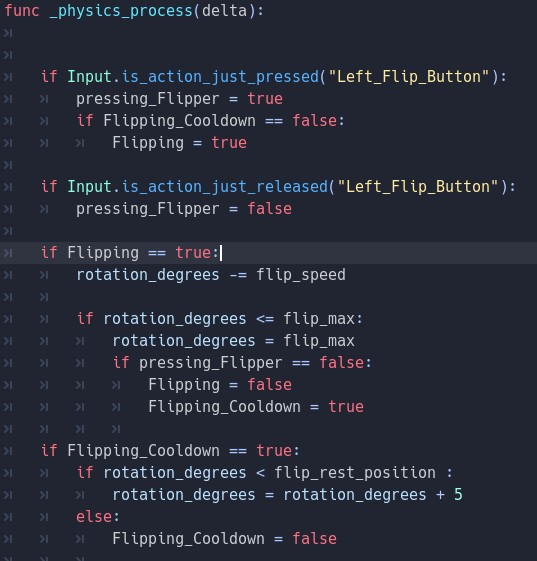 func _physics_process(delta):
if Input.is_action_just_pressed("Left_Flip_Button"):
pressing_Flipper = true
if Flipping_Cooldown == false:
Flipping = true
if Input.is_action_just_released("Left_Flip_Button"):
pressing_Flipper = false
if Flipping == true:
rotation_degrees -= flip_speed
if rotation_degrees <= flip_max:
rotation_degrees = flip_max
if pressing_Flipper == false:
Flipping = false
Flipping_Cooldown = true
if Flipping_Cooldown == true:
if rotation_degrees < flip_rest_position :
rotation_degrees = rotation_degrees + 5
else:
Flipping_Cooldown = false